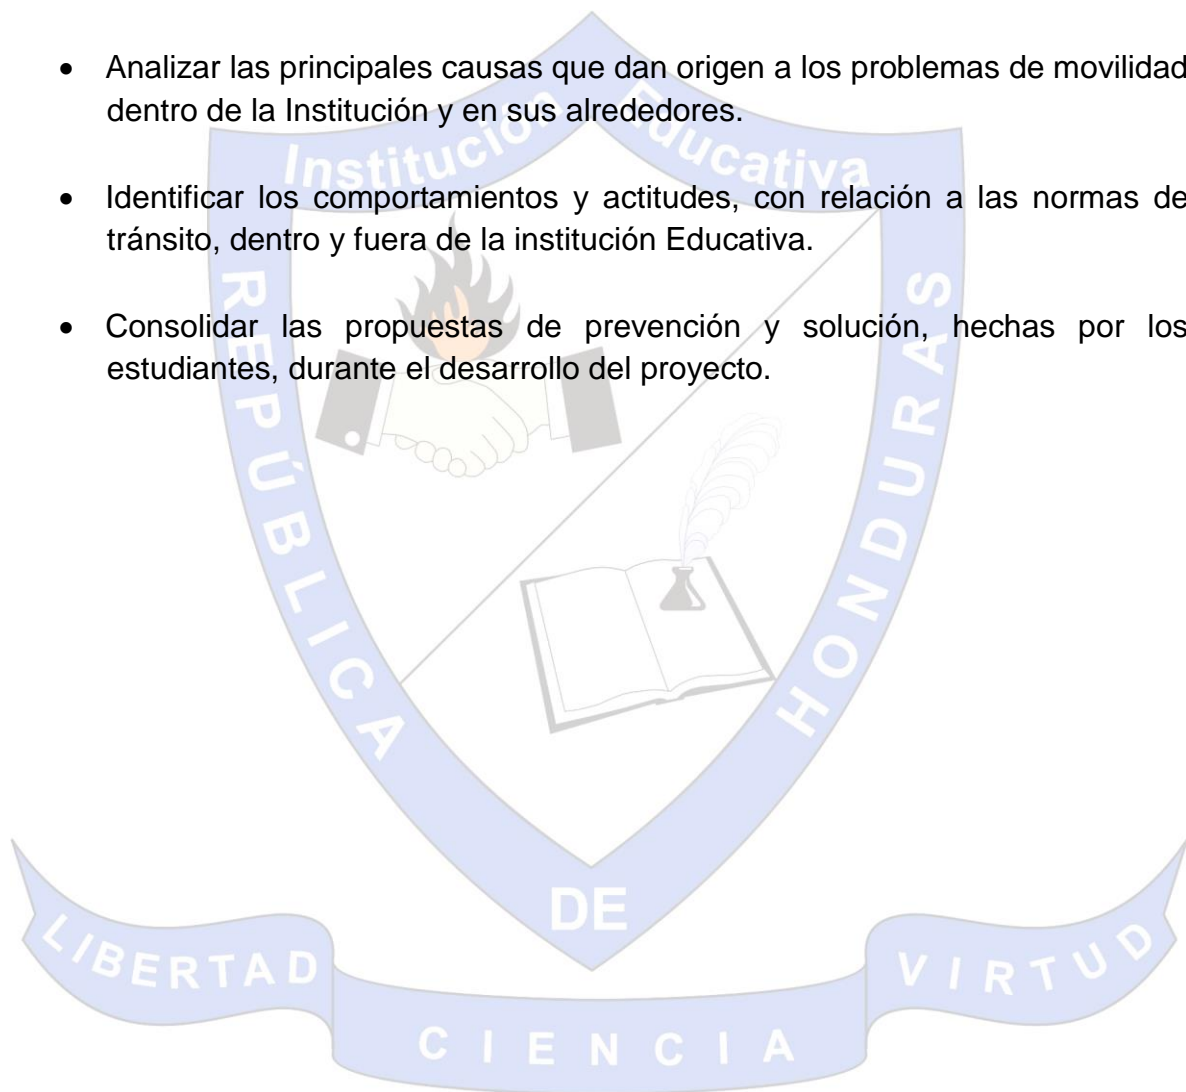 • Analizar las principales causas que dan origen a los problemas de movilidad
dentro de la Institución y en sus alrededores.
• Identificar los comportamientos y actitudes, con relación a las normas de
tránsito, dentro y fuera de la institución Educativa.
• Consolidar las propuestas de prevención y solución, hechas por los
estudiantes, durante el desarrollo del proyecto.
Institución Educativa
REPÚBLICA
DE
HONDURAS
LIBERTAD
CIENCIA
VIRTUD